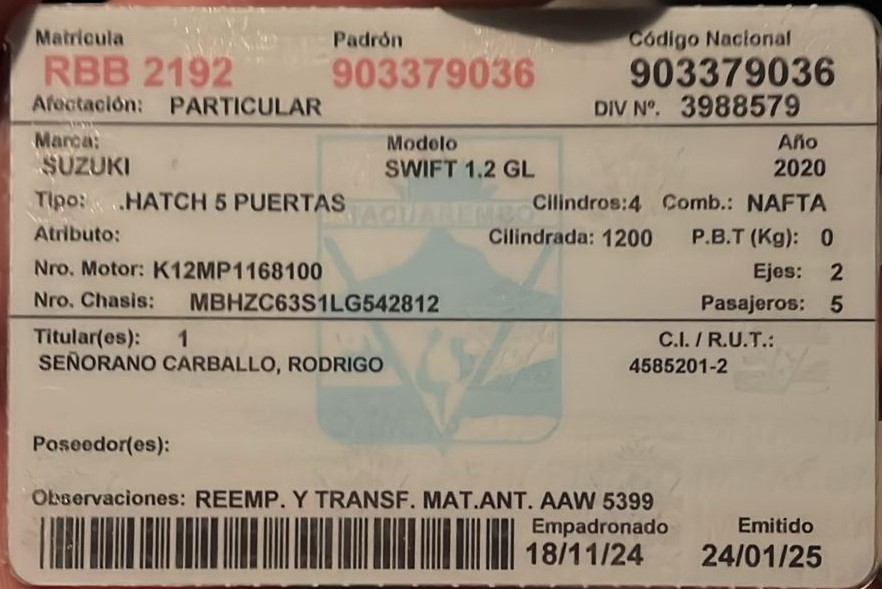 Matrícula Padrón Código Nacional
RBB 2192 903379036 903379036
Afectación: PARTICULAR DIV Nº. 3988579
Marca: Modelo Año
SUZUKI SWIFT 1.2 GL 2020
Tipo: .HATCH 5 PUERTAS Cilindros:4 Comb.: NAFTA
Atributo: Cilindrada: 1200 P.B.T (Kg): 0
Nro. Motor: K12MP1168100 Ejes: 2
Nro. Chasis: MBHZC63S1LG542812 Pasajeros: 5
Titular(es): 1 C.I. / R.U.T.:
SEÑORANO CARBALLO, RODRIGO 4585201-2
Poseedor(es):
Observaciones: REEMP. Y TRANSF. MAT.ANT. AAW 5399
Empadronado Emitido
18/11/24 24/01/25
TACUAREMBO